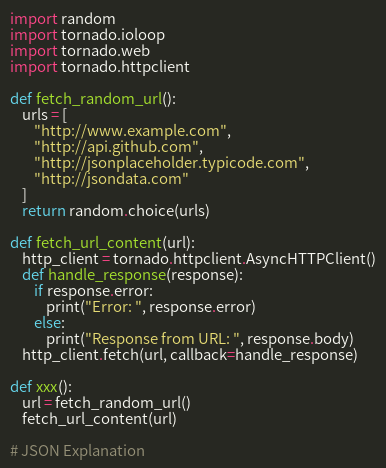 import random
import tornado.ioloop
import tornado.web
import tornado.httpclient

def fetch_random_url():
    urls = [
        "http://www.example.com",
        "http://api.github.com",
        "http://jsonplaceholder.typicode.com",
        "http://jsondata.com"
    ]
    return random.choice(urls)

def fetch_url_content(url):
    http_client = tornado.httpclient.AsyncHTTPClient()
    def handle_response(response):
        if response.error:
            print("Error: ", response.error)
        else:
            print("Response from URL: ", response.body)
    http_client.fetch(url, callback=handle_response)

def xxx():
    url = fetch_random_url()
    fetch_url_content(url)

# JSON Explanation